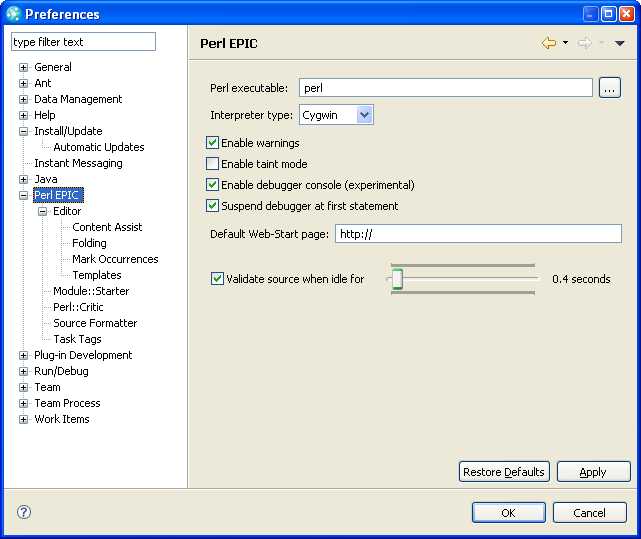 Preferences
type filter text
General
Ant
Data Management
Help
Install/Update
Automatic Updates
Instant Messaging
Java
Perl EPIC
Editor
Content Assist
Folding
Mark Occurrences
Templates
Module::Starter
Perl::Critic
Source Formatter
Task Tags
Plug-in Development
Run/Debug
Team
Team Process
Work Items
Perl EPIC
Perl executable: perl ...
Interpreter type: Cygwin
Enable warnings
Enable taint mode
Enable debugger console (experimental)
Suspend debugger at first statement
Default Web-Start page: http://
Validate source when idle for 0.4 seconds
Restore Defaults Apply
? OK Cancel